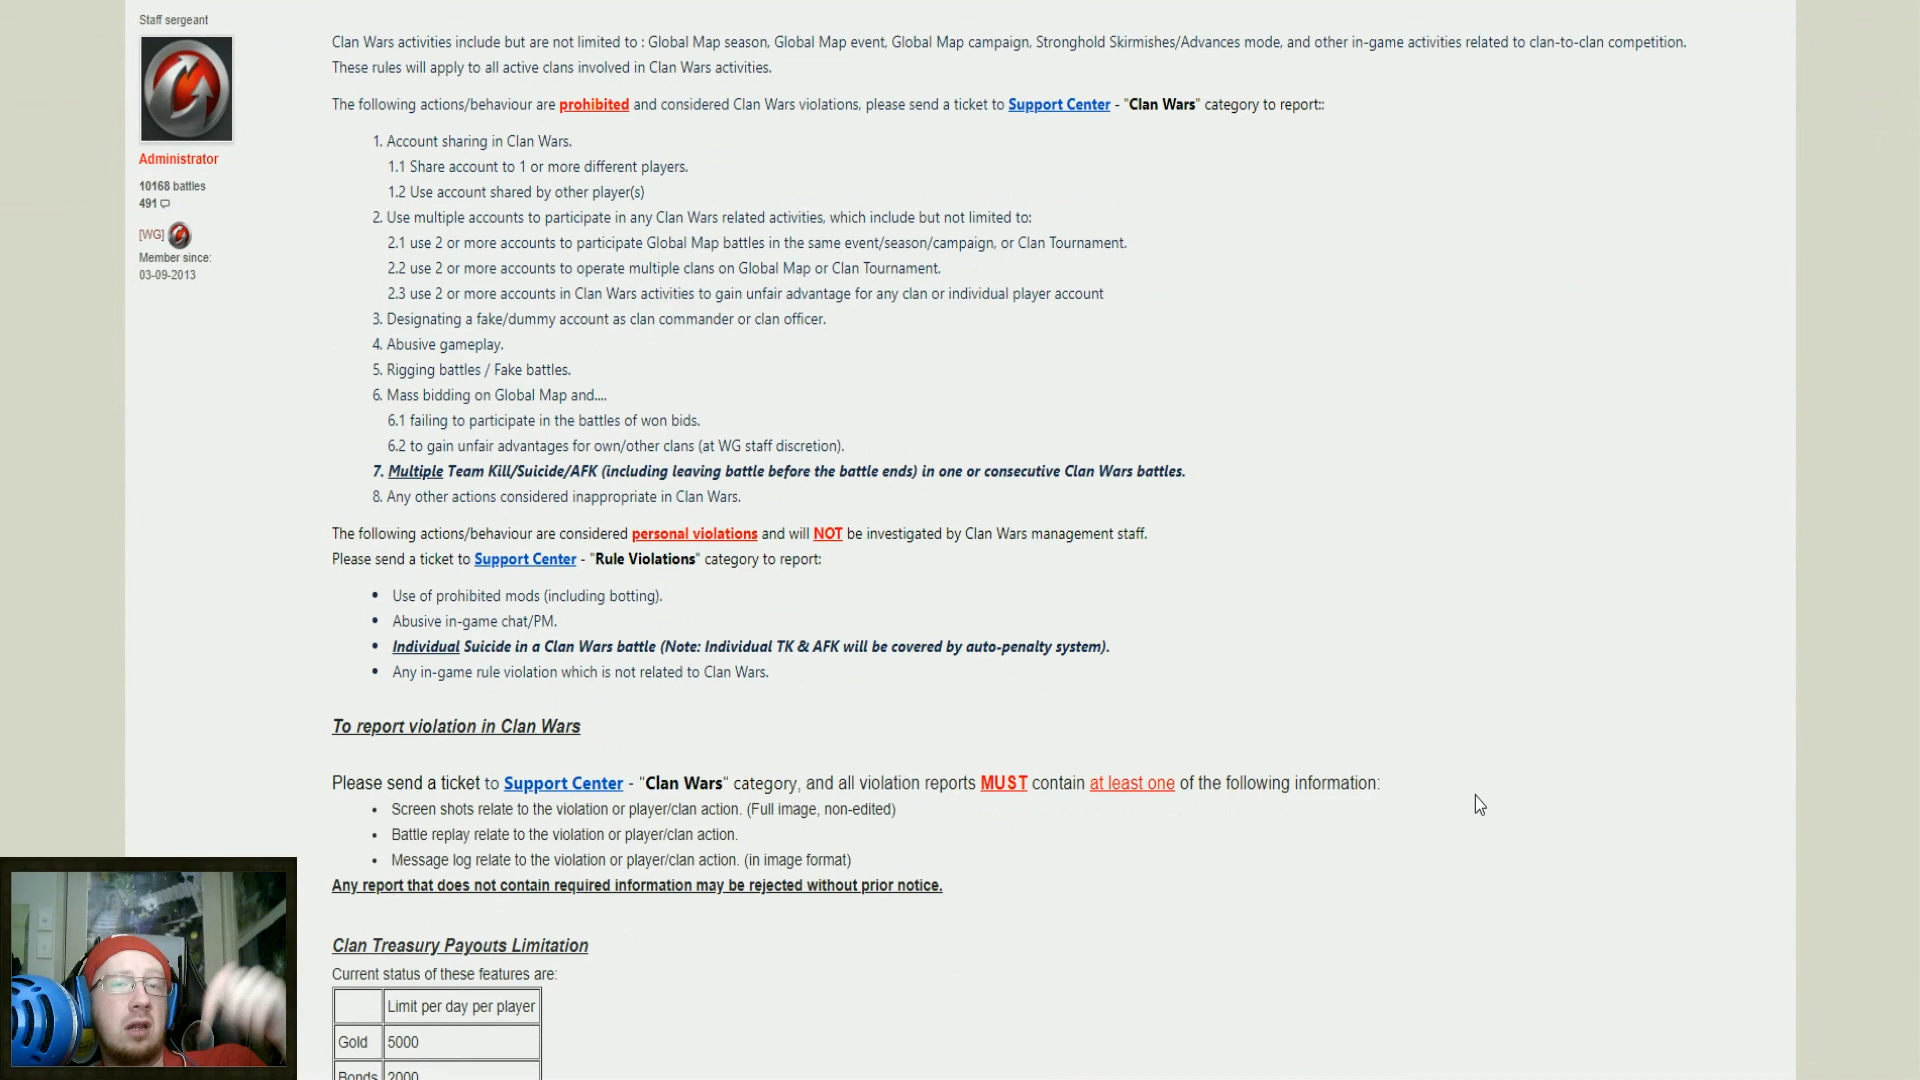 Staff sergeant
Administrator
10168 battles
491
[WG]
Member since:
03-09-2013
Clan Wars activities include but are not limited to : Global Map season, Global Map event, Global Map campaign, Stronghold Skirmishes/Advances mode, and other in-game activities related to clan-to-clan competition.
These rules will apply to all active clans involved in Clan Wars activities.
The following actions/behaviour are prohibited and considered Clan Wars violations, please send a ticket to Support Center - "Clan Wars" category to report::
1. Account sharing in Clan Wars.
1.1 Share account to 1 or more different players.
1.2 Use account shared by other player(s)
2. Use multiple accounts to participate in any Clan Wars related activities, which include but not limited to:
2.1 use 2 or more accounts to participate Global Map battles in the same event/season/campaign, or Clan Tournament.
2.2 use 2 or more accounts to operate multiple clans on Global Map or Clan Tournament.
2.3 use 2 or more accounts in Clan Wars activities to gain unfair advantage for any clan or individual player account
3. Designating a fake/dummy account as clan commander or clan officer.
4. Abusive gameplay.
5. Rigging battles / Fake battles.
6. Mass bidding on Global Map and....
6.1 failing to participate in the battles of won bids.
6.2 to gain unfair advantages for own/other clans (at WG staff discretion).
7. Multiple Team Kill/Suicide/AFK (including leaving battle before the battle ends) in one or consecutive Clan Wars battles.
8. Any other actions considered inappropriate in Clan Wars.
The following actions/behaviour are considered personal violations and will NOT be investigated by Clan Wars management staff.
Please send a ticket to Support Center - "Rule Violations" category to report:
• Use of prohibited mods (including botting).
• Abusive in-game chat/PM.
• Individual Suicide in a Clan Wars battle (Note: Individual TK & AFK will be covered by auto-penalty system).
• Any in-game rule violation which is not related to Clan Wars.
To report violation in Clan Wars
Please send a ticket to Support Center - "Clan Wars" category, and all violation reports MUST contain at least one of the following information:
• Screen shots relate to the violation or player/clan action. (Full image, non-edited)
• Battle replay relate to the violation or player/clan action.
• Message log relate to the violation or player/clan action. (in image format)
Any report that does not contain required information may be rejected without prior notice.
Clan Treasury Payouts Limitation
Current status of these features are:
Limit per day per player
Gold 5000
Bonds 2000